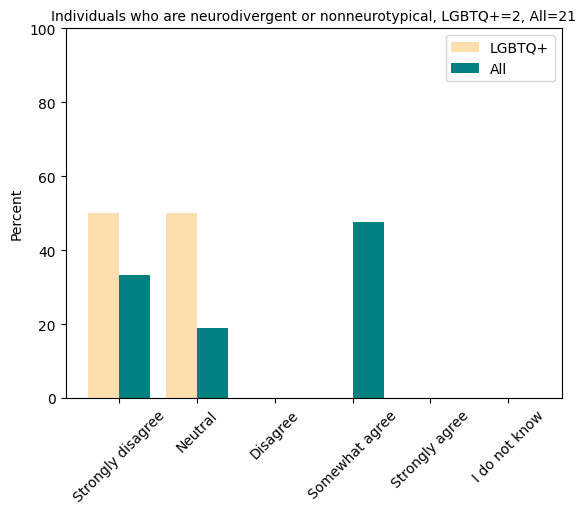 Individuals who are neurodivergent or nonneurotypical, LGBTQ+=2, All=21
LGBTQ+
All
Percent
100
80
60
40
20
0
Strongly disagree
Neutral
Disagree
Somewhat agree
Strongly agree
I do not know